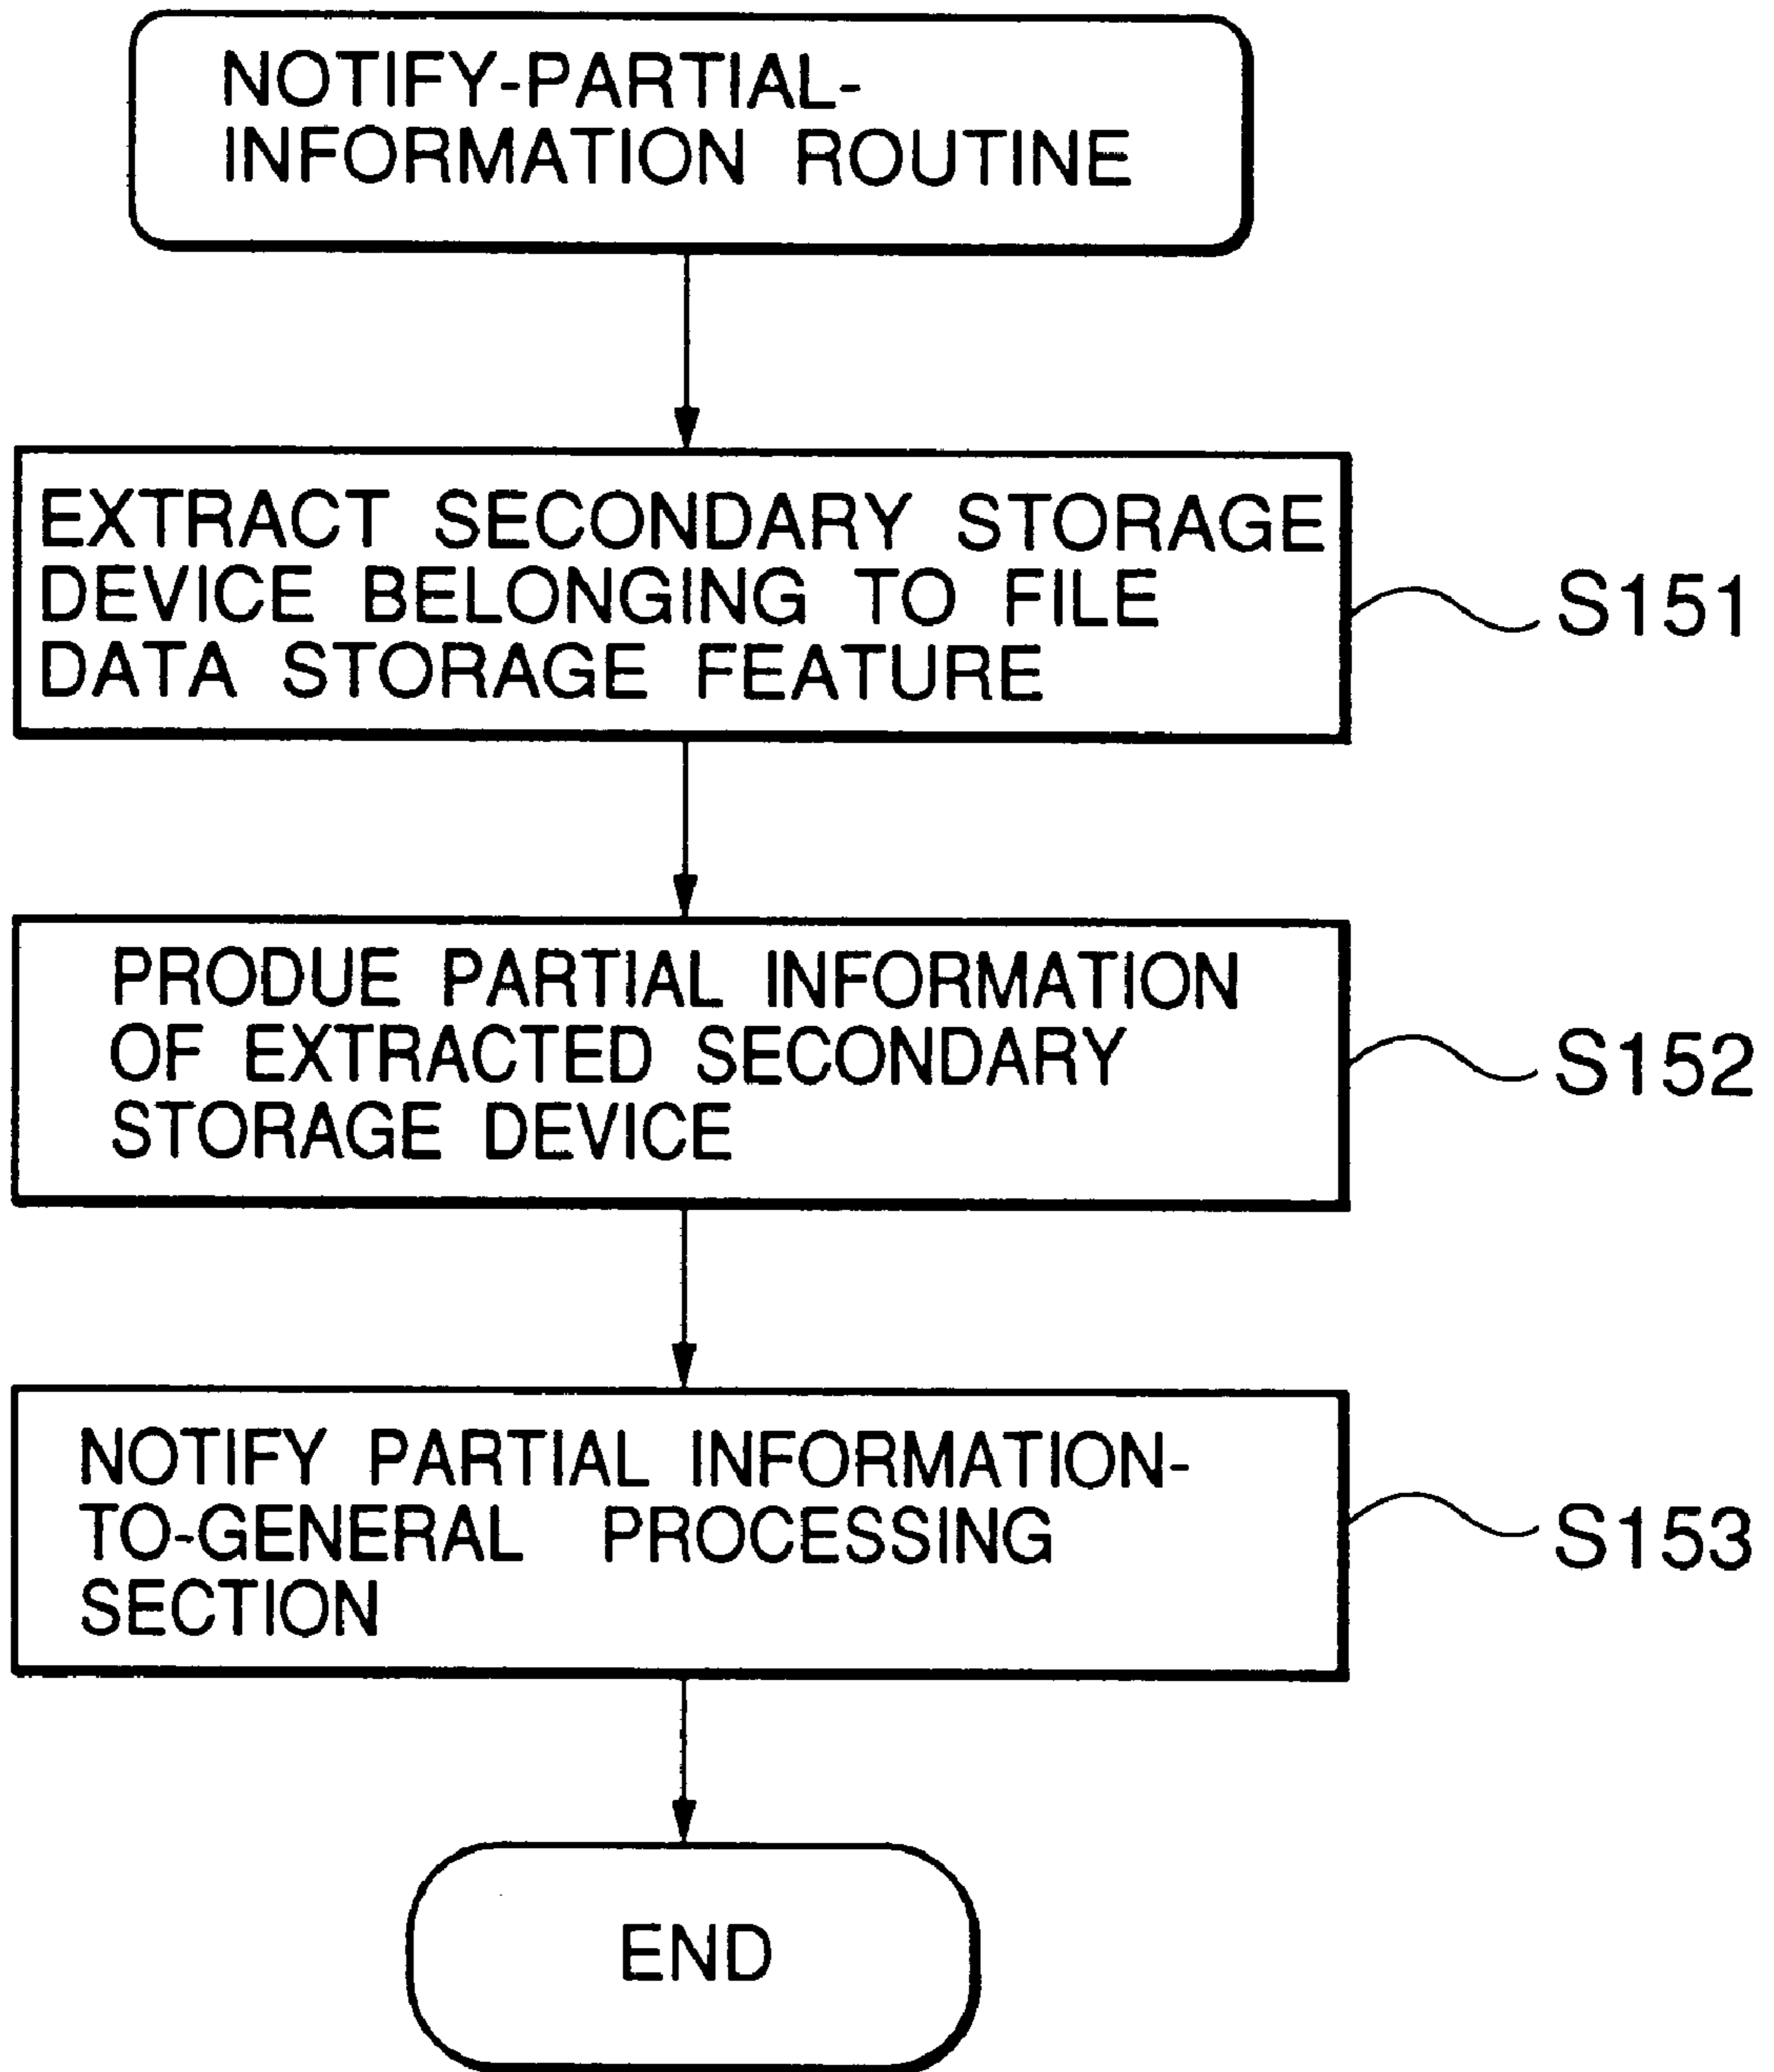 NOTIFY-PARTIAL-
INFORMATION ROUTINE
EXTRACT SECONDARY STORAGE
DEVICE BELONGING TO FILE
DATA STORAGE FEATURE
S151
PRODUE PARTIAL INFORMATION
OF EXTRACTED SECONDARY
STORAGE DEVICE
S152
NOTIFY PARTIAL INFORMATION-
TO-GENERAL PROCESSING
SECTION
S153
END